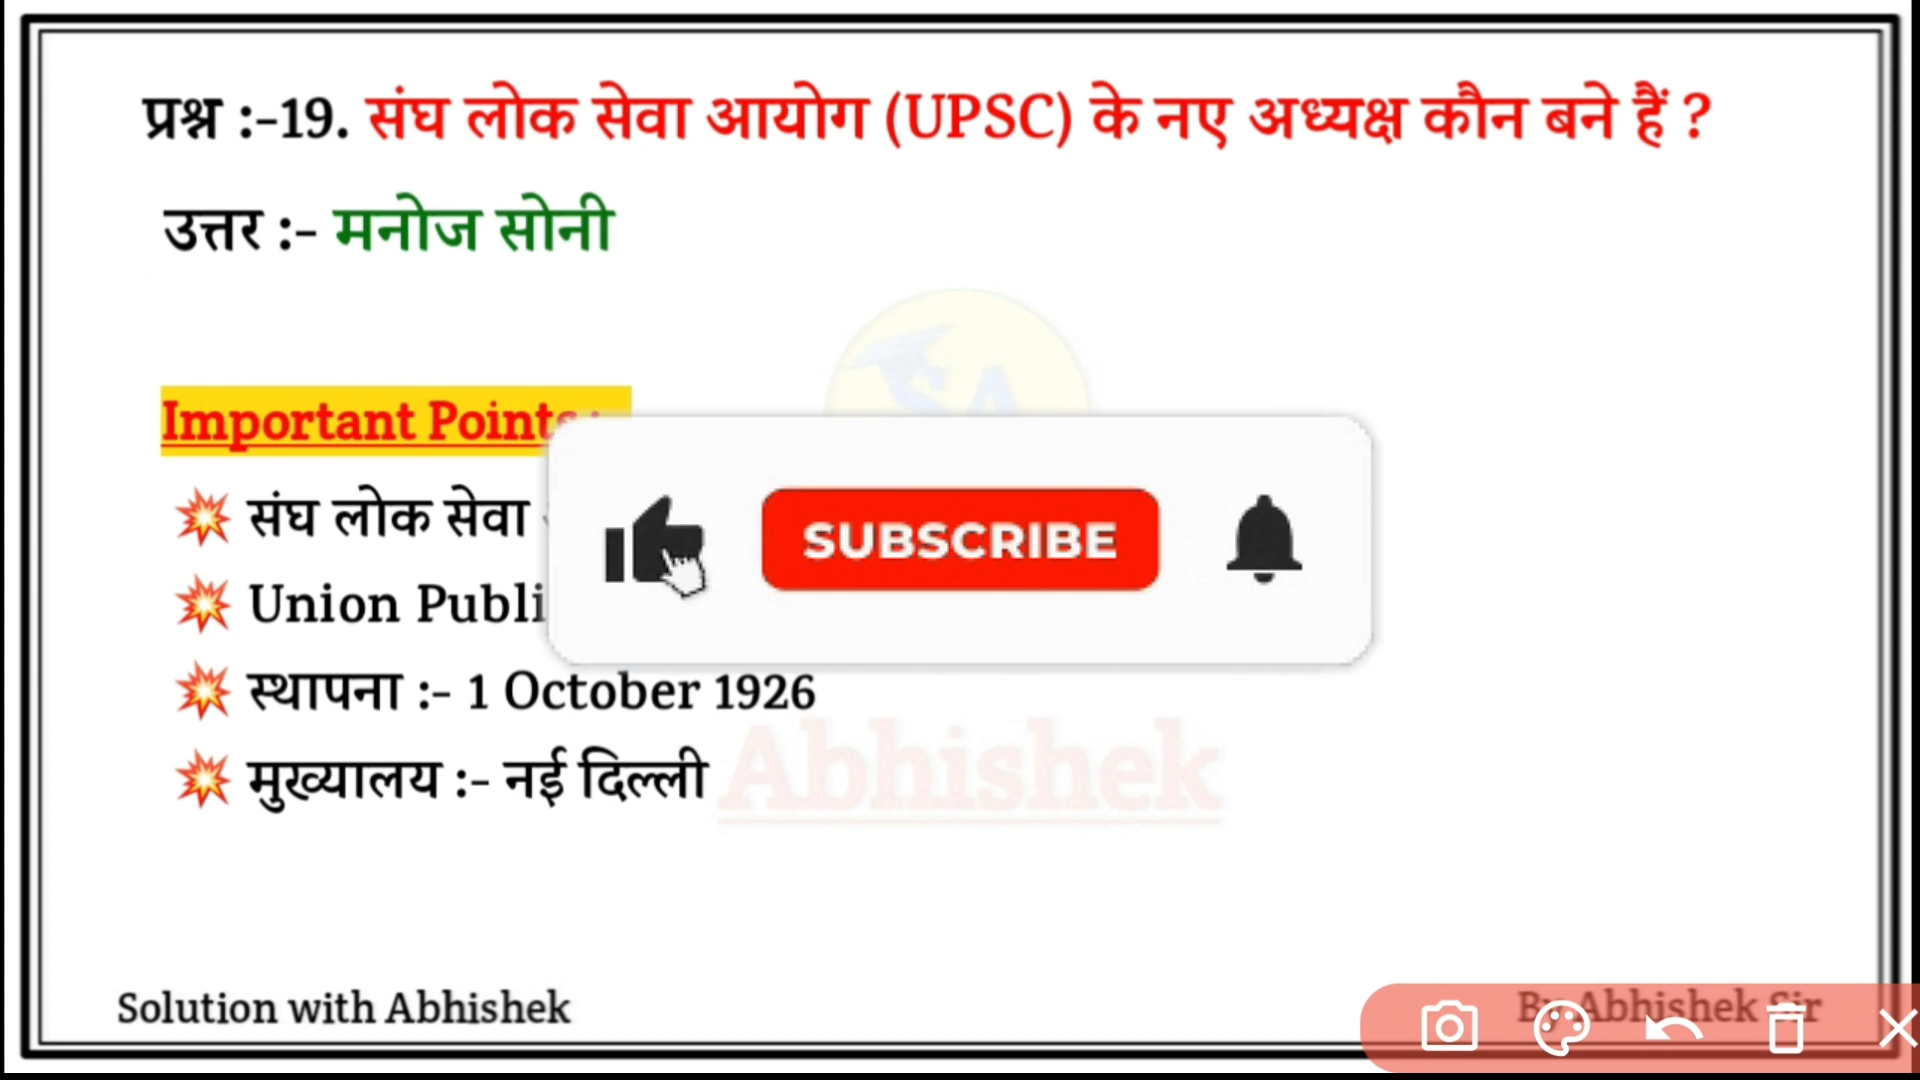 प्रश्न :-19. संघ लोक सेवा आयोग (UPSC) के नए अध्यक्ष कौन बने हैं ?
उत्तर :- मनोज सोनी
SA
Important Points :-
💥 संघ लोक सेवा
SUBSCRIBE
💥 Union Publi
💥 स्थापना :- 1 October 1926
Abhishek
💥 मुख्यालय :- नई दिल्ली
Solution with Abhishek
By Abhishek Sir